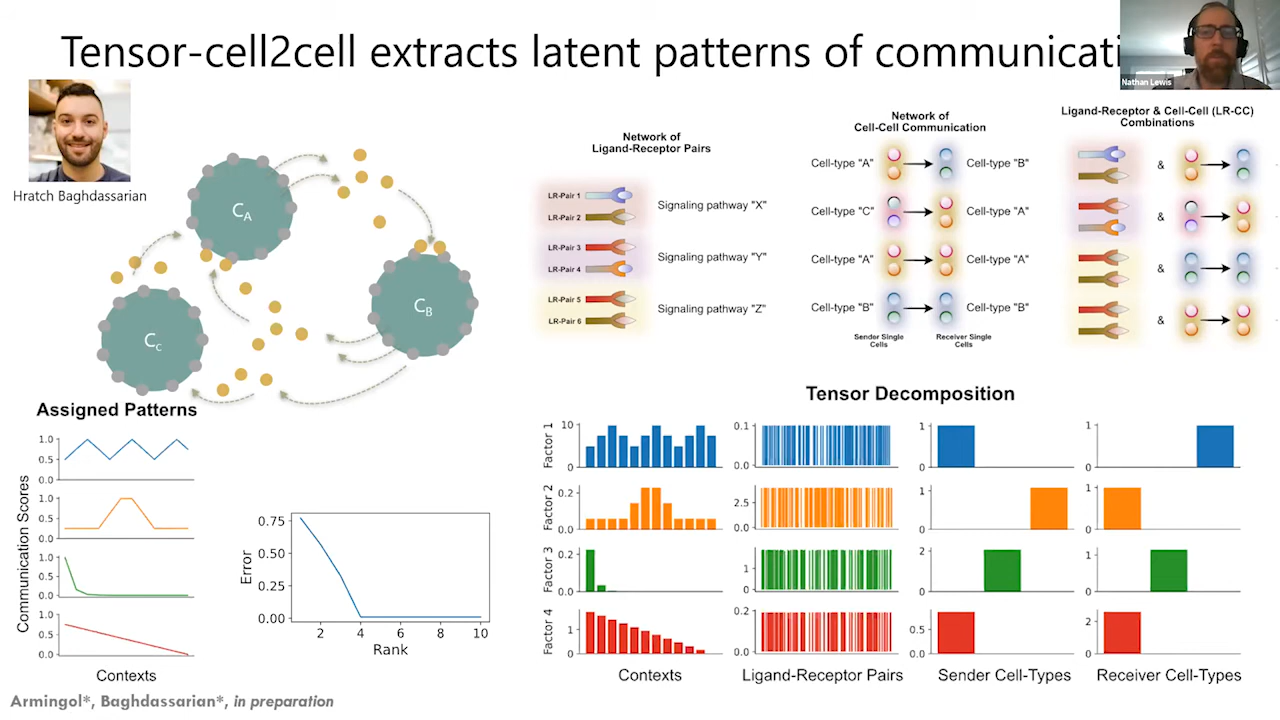 Tensor-cell2cell extracts latent patterns of communicati
Nathan Lewis
Hratch Baghdassarian
C_A
C_B
C_C
Network of
Ligand-Receptor Pairs
LR-Pair 1
LR-Pair 2
Signaling pathway "X"
LR-Pair 3
LR-Pair 4
Signaling pathway "Y"
LR-Pair 5
LR-Pair 6
Signaling pathway "Z"
Network of
Cell-Cell Communication
Cell-type "A" Cell-type "B"
Cell-type "C" Cell-type "A"
Cell-type "A" Cell-type "A"
Cell-type "B" Cell-type "B"
Sender Single
Cells
Receiver Single
Cells
Ligand-Receptor & Cell-Cell (LR-CC)
Combinations
&
&
&
&
Assigned Patterns
Communication Scores
1.0
0.5
0.0
1.0
0.5
0.0
1.0
0.5
0.0
1.0
0.5
0.0
Contexts
Error
0.75
0.50
0.25
0.00
2 4 6 8 10
Rank
Tensor Decomposition
Factor 1
10
0
0.1
0.0
1
0
1
0
Factor 2
0.2
0.0
2.5
0.0
1
0
1
0
Factor 3
0.2
0.0
1
0
2
0
1
0
Factor 4
1
0
0.2
0.0
0.5
0.0
2
0
Contexts
Ligand-Receptor Pairs
Sender Cell-Types
Receiver Cell-Types
Armingol*, Baghdassarian*, in preparation